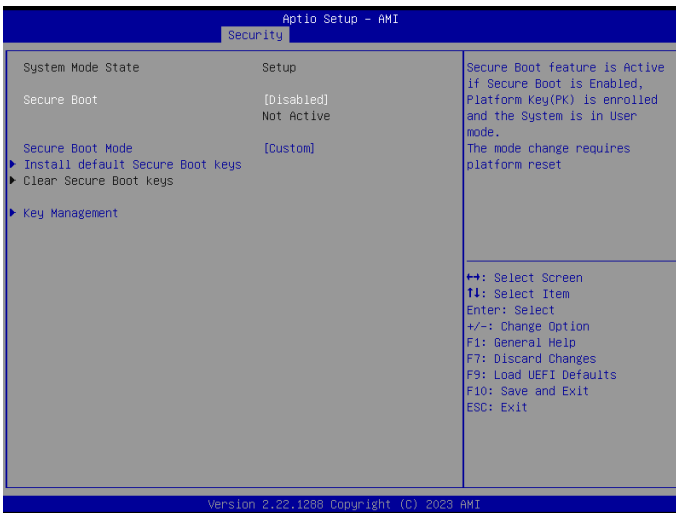 Aptio Setup – AMI
Security
System Mode State Setup
Secure Boot [Disabled]
Not Active
Secure Boot Mode [Custom]
Install default Secure Boot keys
Clear Secure Boot keys
Key Management
Secure Boot feature is Active
if Secure Boot is Enabled,
Platform Key(PK) is enrolled
and the System is in User
mode.
The mode change requires
platform reset
↔: Select Screen
↑↓: Select Item
Enter: Select
+/-: Change Option
F1: General Help
F7: Discard Changes
F9: Load UEFI Defaults
F10: Save and Exit
ESC: Exit
Version 2.22.1288 Copyright (C) 2023 AMI